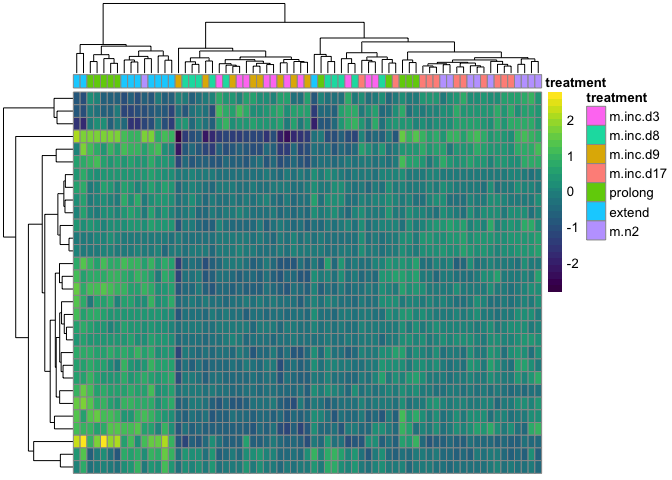 treatment
treatment
2
1
0
-1
-2
m.inc.d3
m.inc.d8
m.inc.d9
m.inc.d17
prolong
extend
m.n2